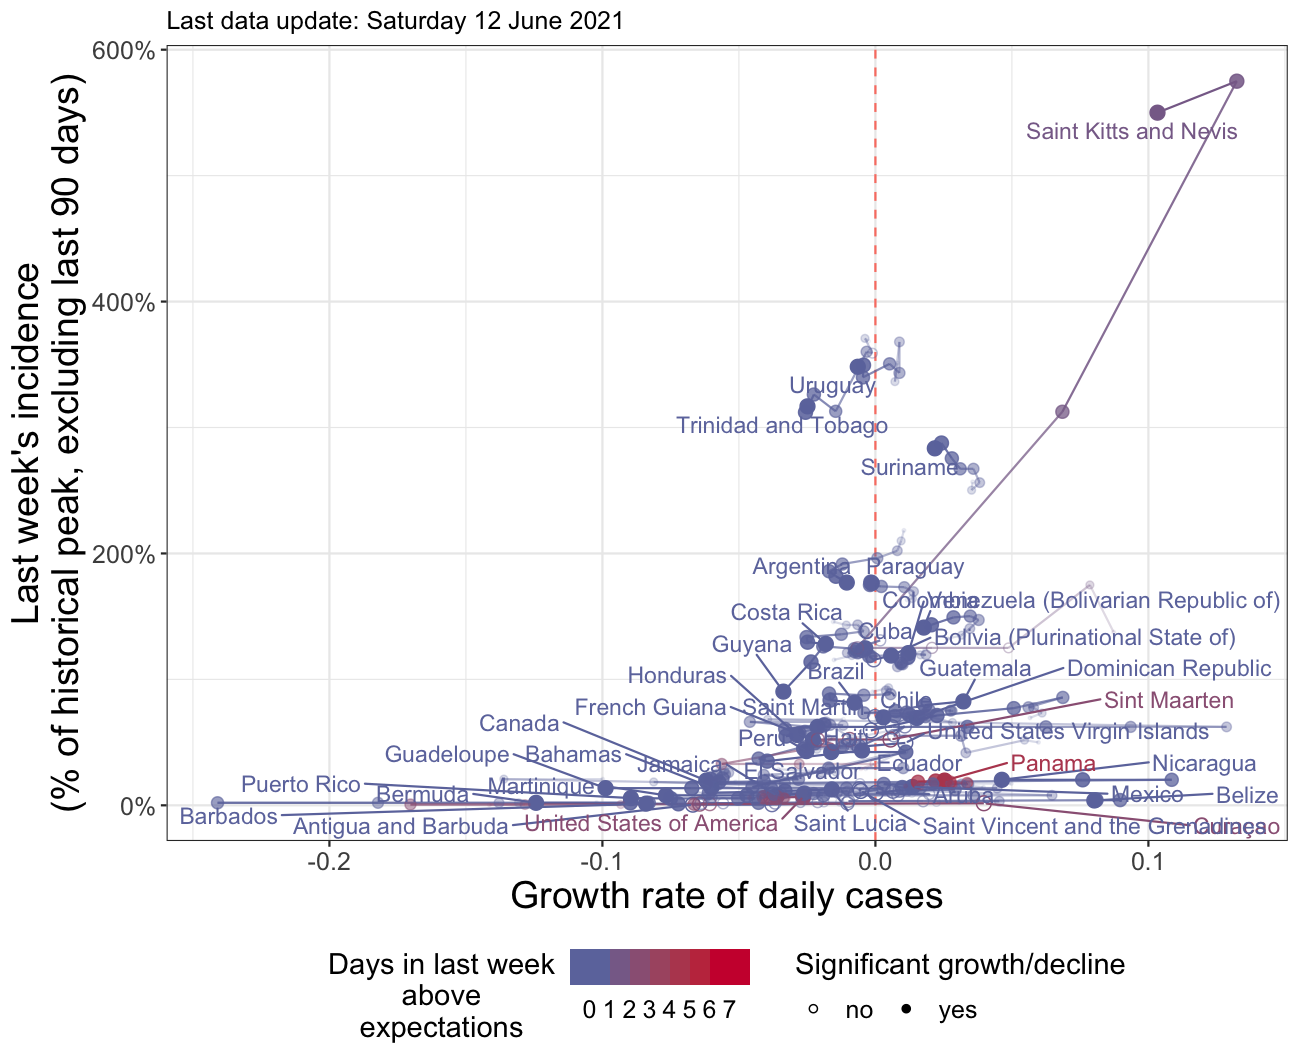 Last data update: Saturday 12 June 2021
Last week's incidence
(% of historical peak, excluding last 90 days)
600%
400%
200%
0%
Saint Kitts and Nevis
Uruguay
Trinidad and Tobago
Suriname
Argentina
Paraguay
Colombia
Venezuela (Bolivarian Republic of)
Costa Rica
Cuba
Bolivia (Plurinational State of)
Guyana
Brazil
Guatemala
Dominican Republic
Honduras
French Guiana
Saint Martin
Chile
Sint Maarten
Canada
Peru
Haiti
United States Virgin Islands
Guadeloupe
Bahamas
Jamaica
El Salvador
Ecuador
Panama
Nicaragua
Puerto Rico
Bermuda
Martinique
Aruba
Mexico
Belize
Barbados
Antigua and Barbuda
United States of America
Saint Lucia
Saint Vincent and the Grenadines
Curaçao
-0.2
-0.1
0.0
0.1
Growth rate of daily cases
Days in last week
above
expectations
0 1 2 3 4 5 6 7
Significant growth/decline
no
yes